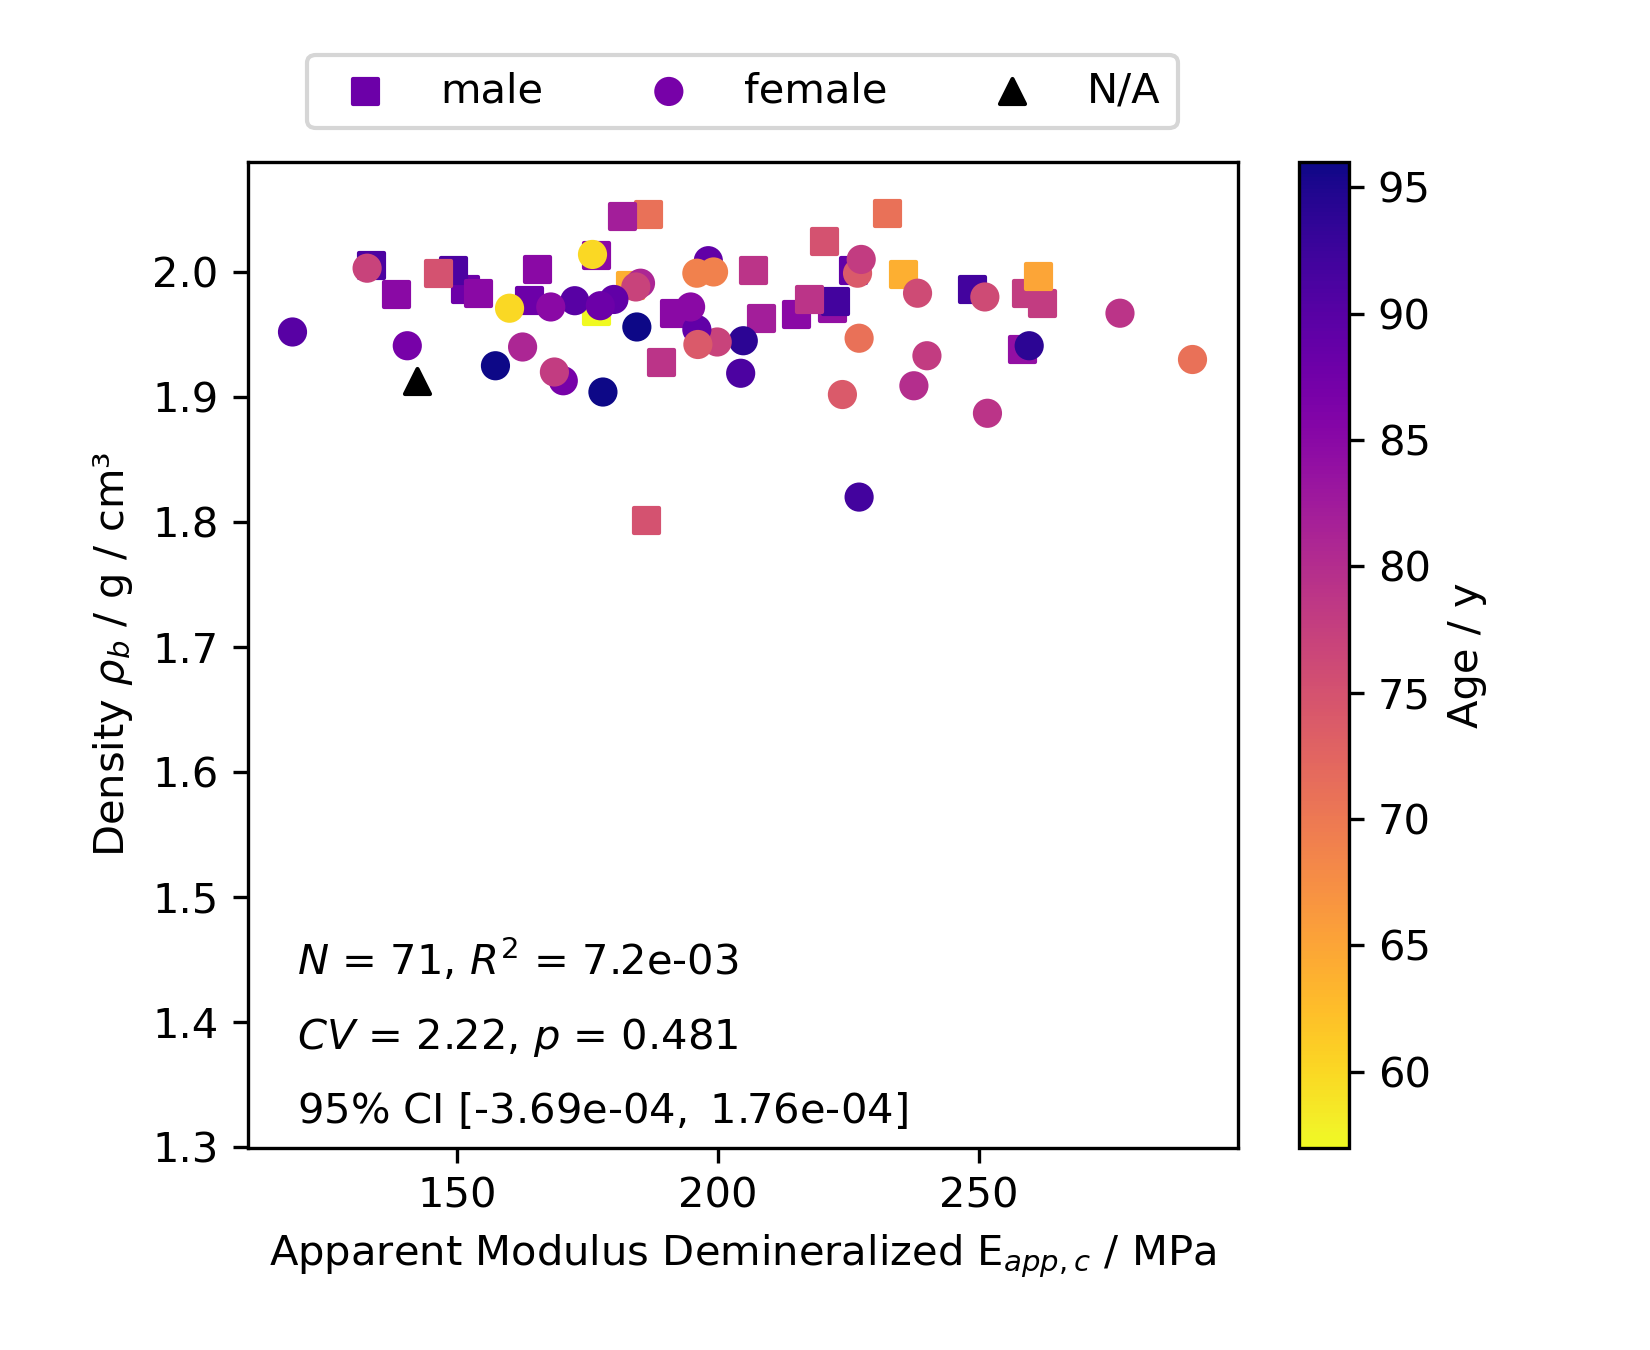 male female N/A
2.0
1.9
1.8
1.7
1.6
1.5
1.4
1.3
Density ρb / g / cm³
N = 71, R² = 7.2e-03
CV = 2.22, p = 0.481
95% CI [-3.69e-04, 1.76e-04]
150 200 250
Apparent Modulus Demineralized Eapp,c / MPa
95
90
85
80
75
70
65
60
Age / y